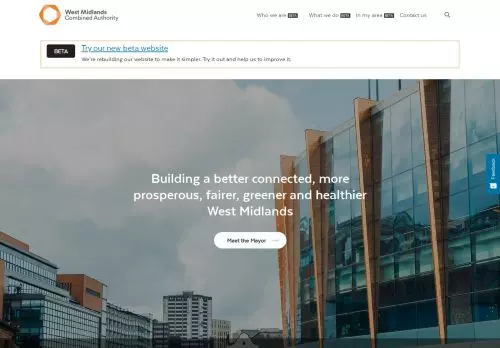 West Midlands
Combined Authority
Who we are BETA What we do BETA In my area BETA Contact us
BETA
Try our new beta website
We're rebuilding our website to make it simpler. Try it out and help us to improve it.
Feedback
Building a better connected, more
prosperous, fairer, greener and healthier
West Midlands
Meet the Mayor